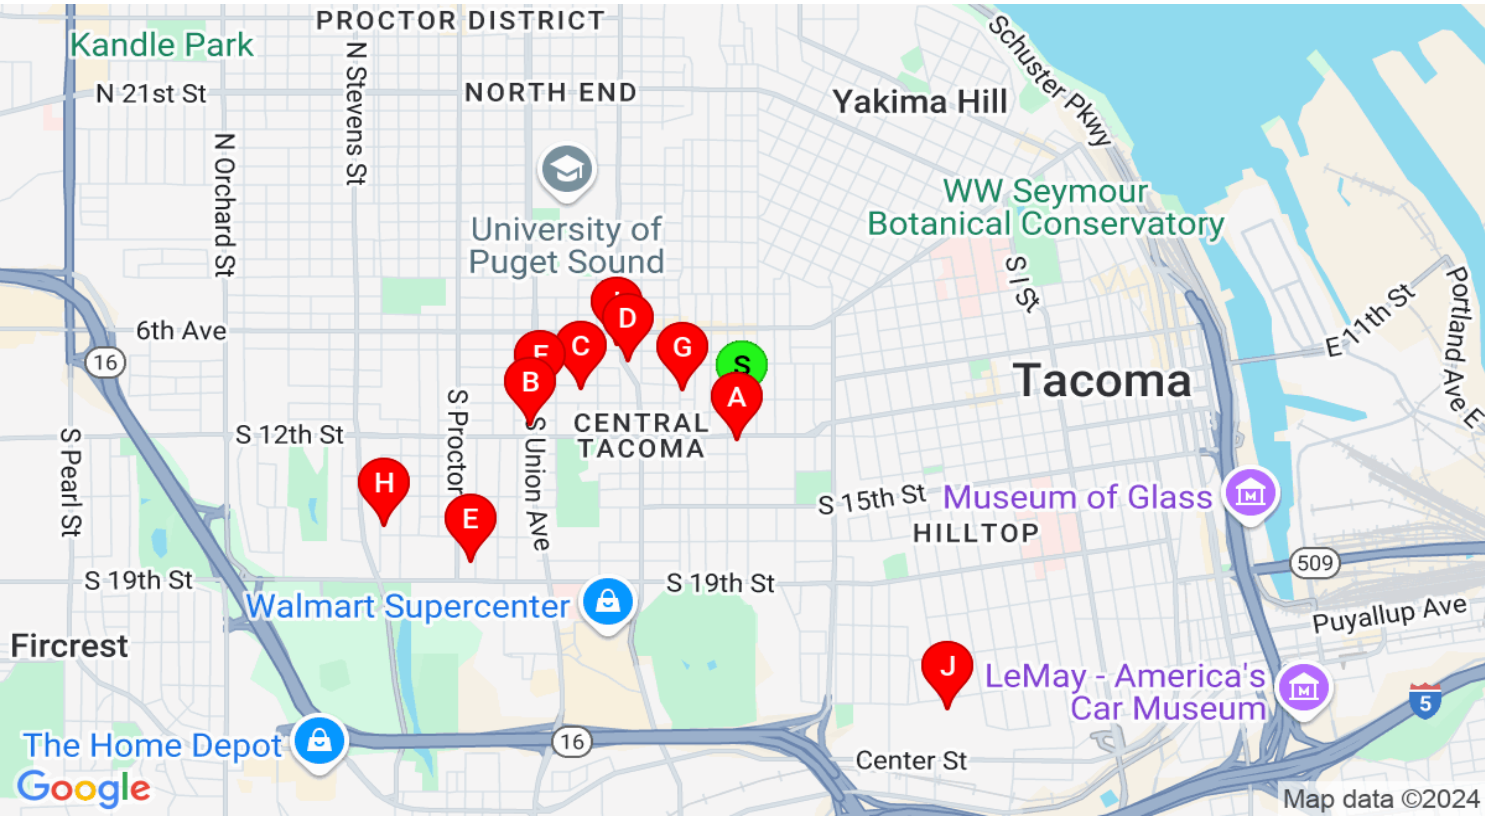 PROCTOR DISTRICT
Kandle Park
N Stevens St
Schuster Pkwy
N 21st St
NORTH END
Yakima Hill
N Orchard St
WW Seymour
Botanical Conservatory
University of
Puget Sound
S I St
E 11th St
Portland Ave E
6th Ave
D
C
G
S
16
B
A
Tacoma
S Proctor
CENTRAL
TACOMA
S 12th St
S Union Ave
S Pearl St
H
E
S 15th St
Museum of Glass
HILLTOP
509
S 19th St
S 19th St
Walmart Supercenter
Puyallup Ave
Fircrest
J
LeMay - America's
Car Museum
5
The Home Depot
16
Center St
Google
Map data ©2024